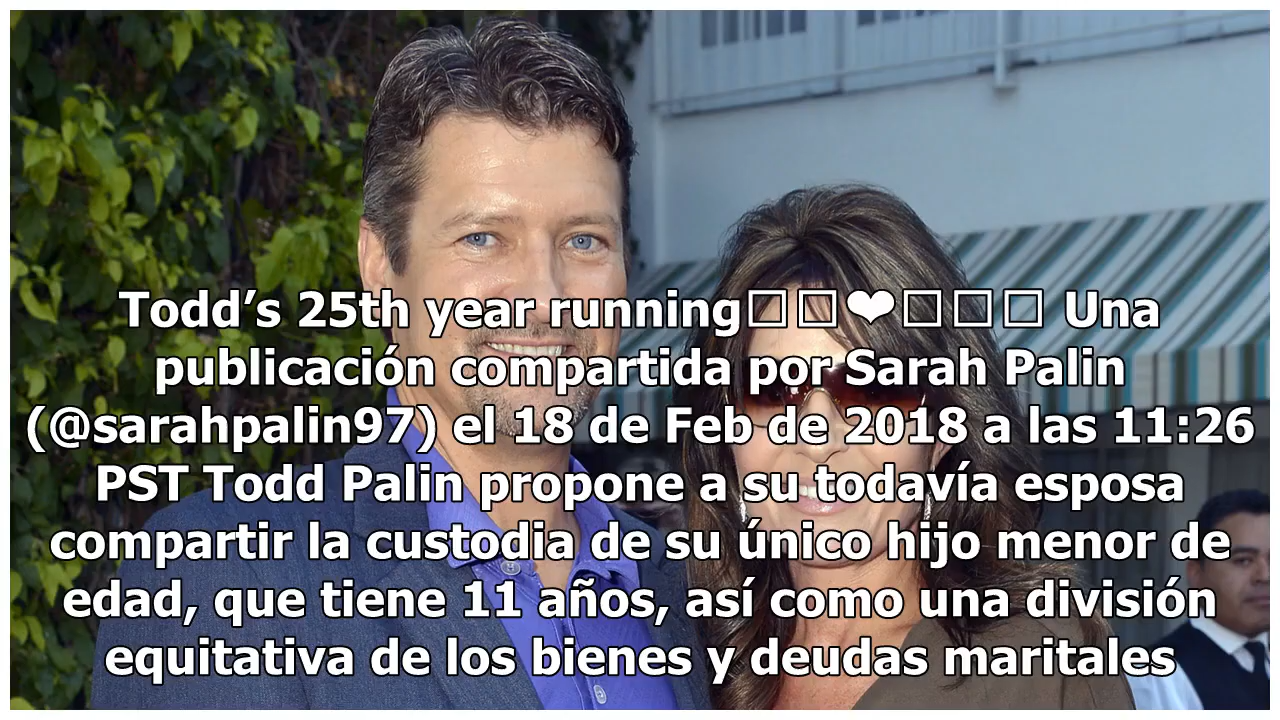 Todd’s 25th year running□□❤□□□ Una
publicación compartida por Sarah Palin
(@sarahpalin97) el 18 de Feb de 2018 a las 11:26
PST Todd Palin propone a su todavía esposa
compartir la custodia de su único hijo menor de
edad, que tiene 11 años, así como una división
equitativa de los bienes y deudas maritales